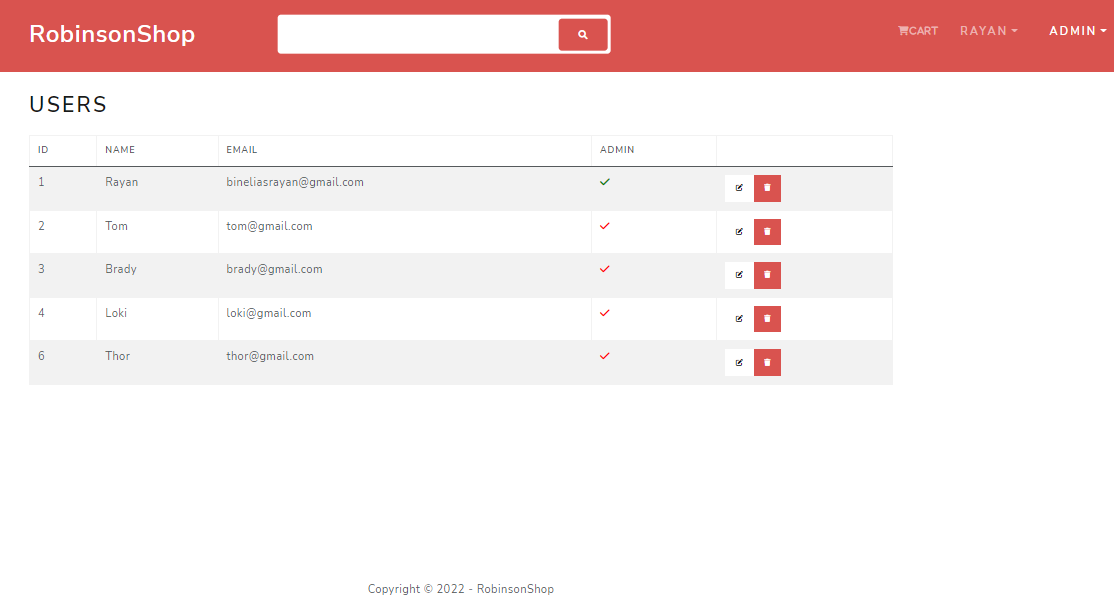 RobinsonShop CART RAYAN ADMIN
USERS
ID NAME EMAIL ADMIN
1 Rayan bineliasrayan@gmail.com
2 Tom tom@gmail.com
3 Brady brady@gmail.com
4 Loki loki@gmail.com
6 Thor thor@gmail.com
Copyright © 2022 - RobinsonShop